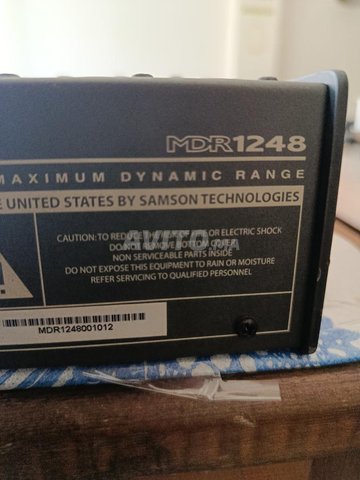 MDR1248
MAXIMUM DYNAMIC RANGE
UNITED STATES BY SAMSON TECHNOLOGIES
CAUTION: TO REDUCE THE OR ELECTRIC SHOCK
DO NOT REMOVE BOTTOM COVER
NON SERVICEABLE PARTS INSIDE
DO NOT EXPOSE THIS EQUIPMENT TO RAIN OR MOISTURE
REFER SERVICING TO QUALIFIED PERSONNEL
MDR1248001012